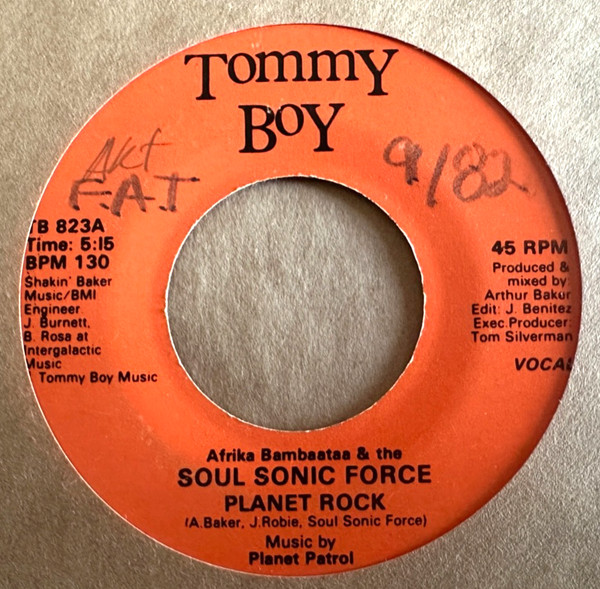 Tommy
Boy
Akt
F.A.T
9/82
TB 823A
Time: 5:15
BPM 130
Shakin' Baker
Music/BMI
Engineer
J. Burnett,
B. Rosa at
Intergalactic
Music
Tommy Boy Music
45 RPM
Produced &
mixed by:
Arthur Baker
Edit: J. Benitez
Exec.Producer:
Tom Silverman
VOCAL
Afrika Bambaataa & the
SOUL SONIC FORCE
PLANET ROCK
(A.Baker, J.Robie, Soul Sonic Force)
Music by
Planet Patrol